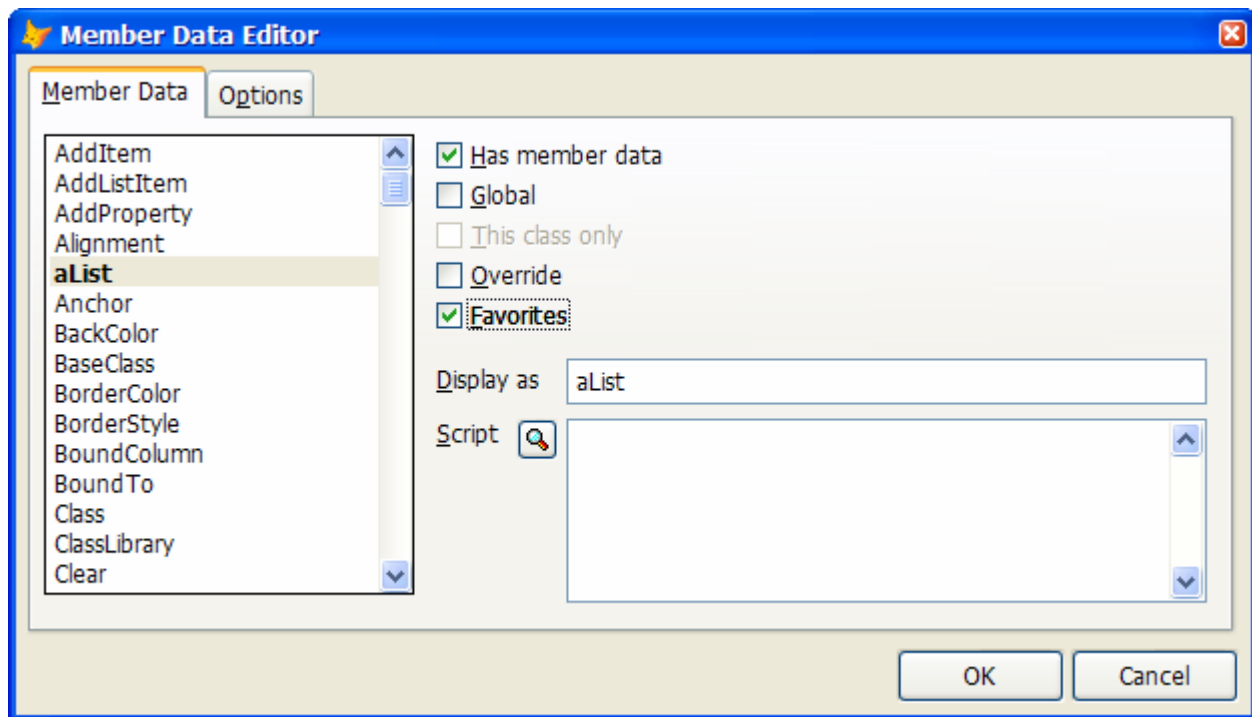 Member Data Editor
Member Data
Options
AddItem
AddListItem
AddProperty
Alignment
aList
Anchor
BackColor
BaseClass
BorderColor
BorderStyle
BoundColumn
BoundTo
Class
ClassLibrary
Clear
Has member data
Global
This class only
Override
Favorites
Display as
aList
Script
OK
Cancel